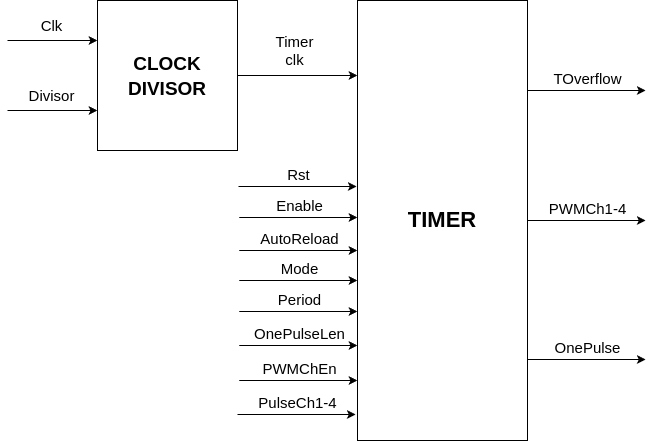 Clk
Divisor
CLOCK
DIVISOR
Timer
clk
Rst
Enable
AutoReload
Mode
Period
OnePulseLen
PWMChEn
PulseCh1-4
TIMER
TOverflow
PWMCh1-4
OnePulse